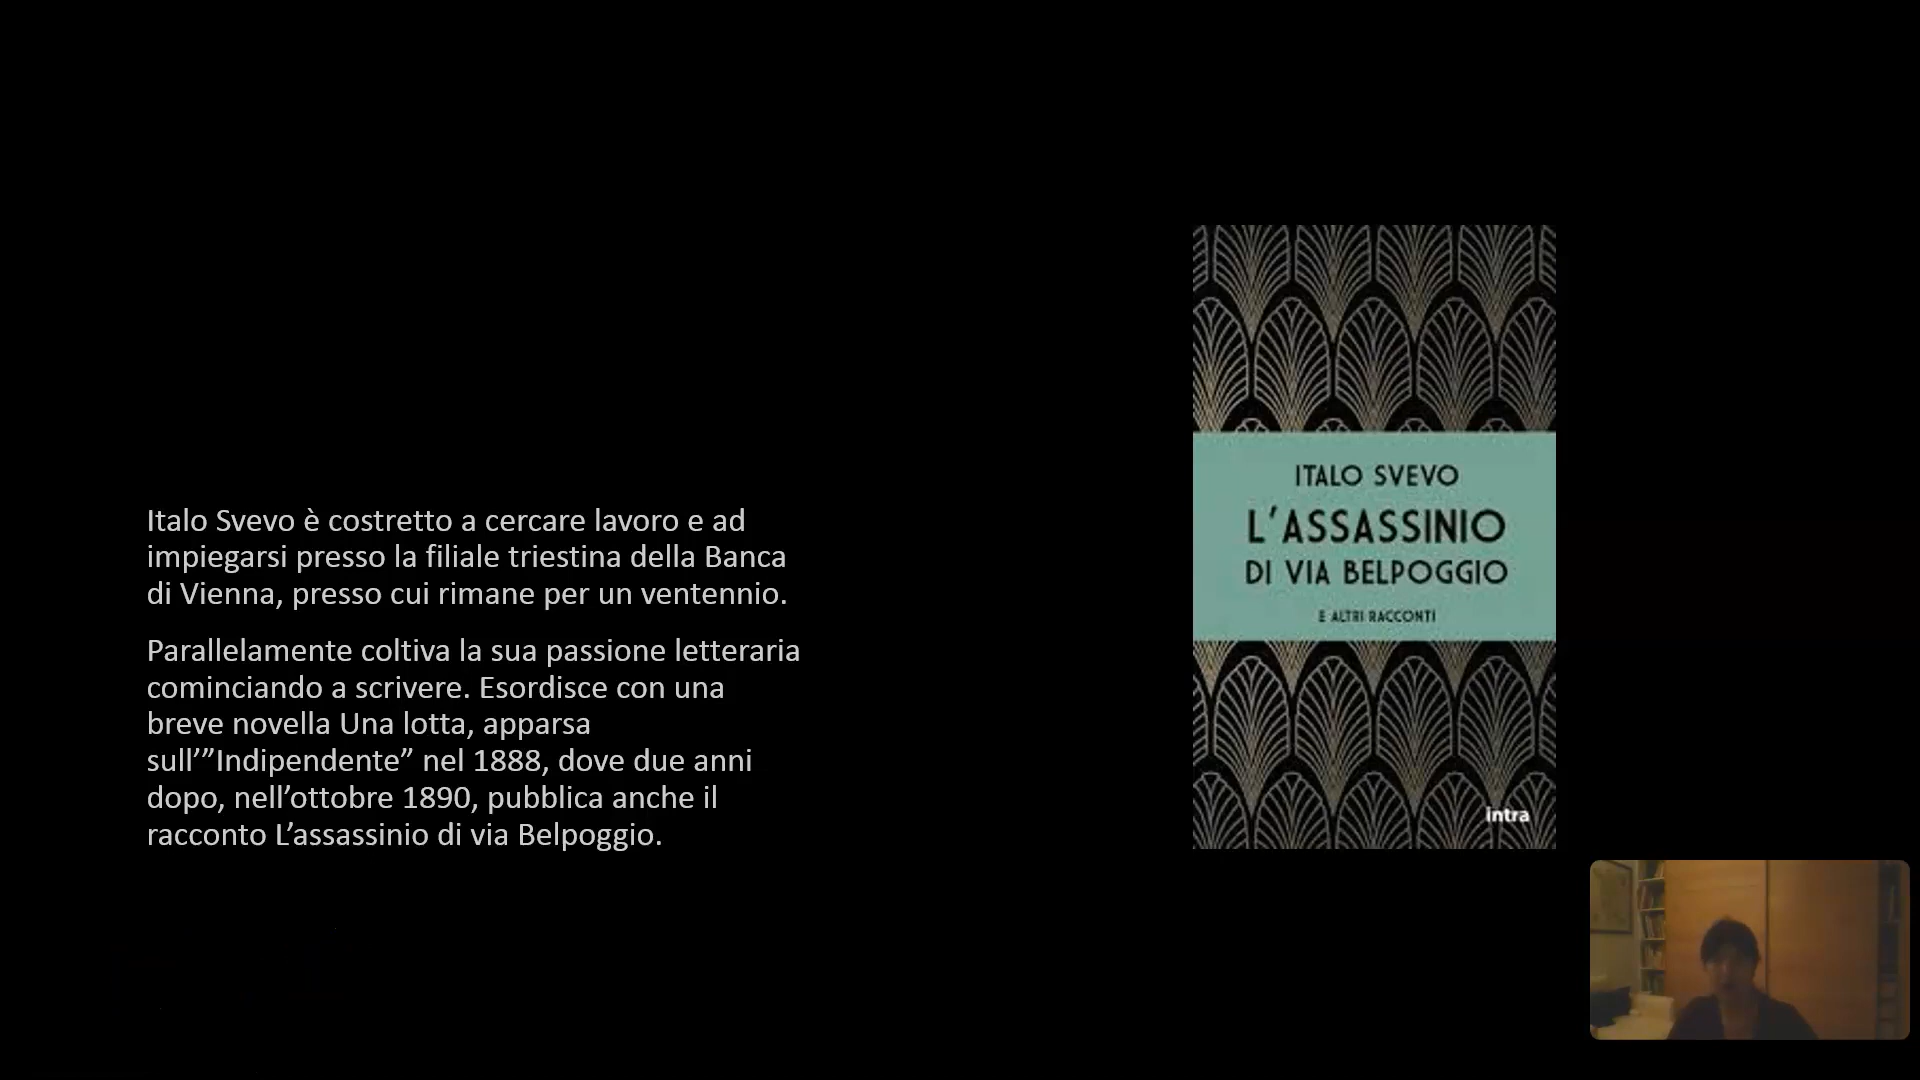 Italo Svevo è costretto a cercare lavoro e ad
impiegarsi presso la filiale triestina della Banca
di Vienna, presso cui rimane per un ventennio.
Parallelamente coltiva la sua passione letteraria
cominciando a scrivere. Esordisce con una
breve novella Una lotta, apparsa
sull’”Indipendente” nel 1888, dove due anni
dopo, nell’ottobre 1890, pubblica anche il
racconto L’assassinio di via Belpoggio.
ITALO SVEVO
L’ASSASSINIO
DI VIA BELPOGGIO
E ALTRI RACCONTI
intra